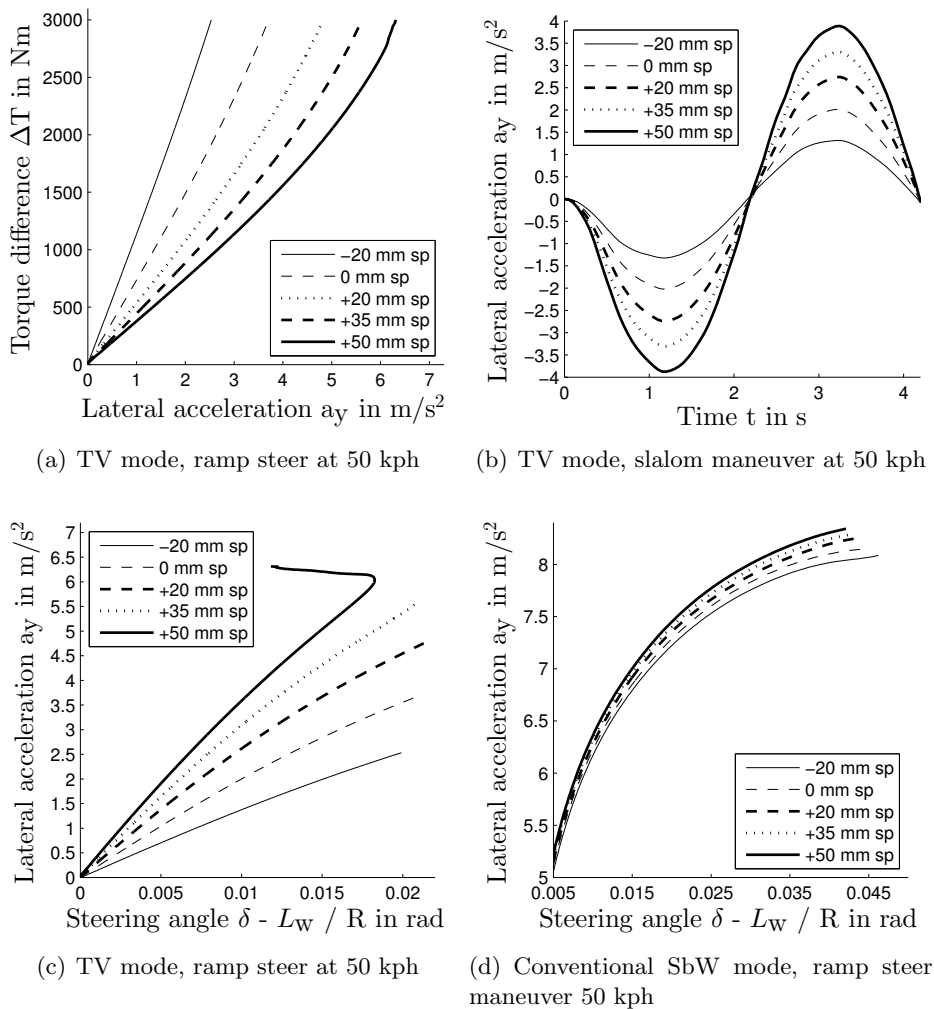 3000
2500
2000
1500
1000
500
0
0 1 2 3 4 5 6 7
Torque difference ΔT in Nm
Lateral acceleration ay in m/s²
−20 mm sp
0 mm sp
+20 mm sp
+35 mm sp
+50 mm sp
(a) TV mode, ramp steer at 50 kph
4
3.5
3
2.5
2
1.5
1
0.5
0
−0.5
−1
−1.5
−2
−2.5
−3
−3.5
−4
0 1 2 3 4
Lateral acceleration ay in m/s²
Time t in s
−20 mm sp
0 mm sp
+20 mm sp
+35 mm sp
+50 mm sp
(b) TV mode, slalom maneuver at 50 kph
7
6.5
6
5.5
5
4.5
4
3.5
3
2.5
2
1.5
1
0.5
0
0 0.005 0.01 0.015 0.02
Lateral acceleration ay in m/s²
Steering angle δ - LW / R in rad
−20 mm sp
0 mm sp
+20 mm sp
+35 mm sp
+50 mm sp
(c) TV mode, ramp steer at 50 kph
8
7.5
7
6.5
6
5.5
5
0.005 0.015 0.025 0.035 0.045
Lateral acceleration ay in m/s²
Steering angle δ - LW / R in rad
−20 mm sp
0 mm sp
+20 mm sp
+35 mm sp
+50 mm sp
(d) Conventional SbW mode, ramp steer
maneuver 50 kph